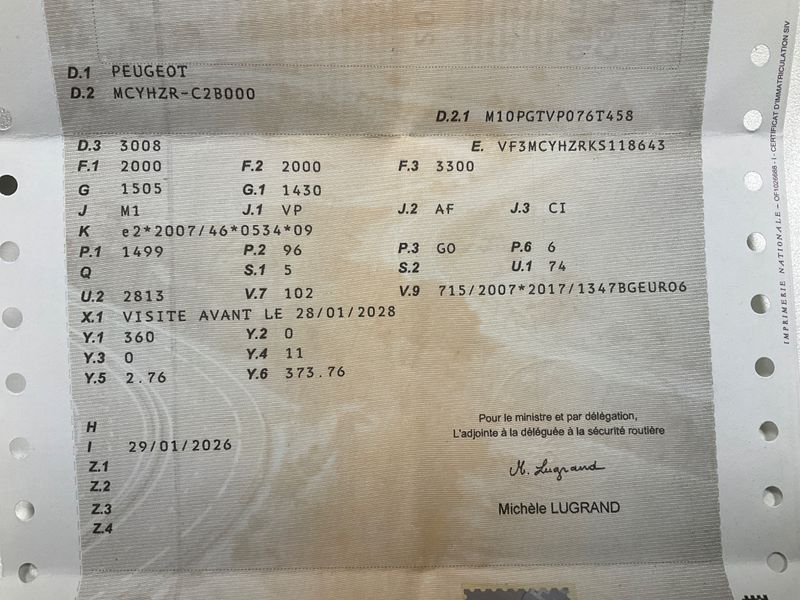 D.1 PEUGEOT
D.2 MCYHZR-C2B000
D.2.1 M10PGTVP076T458
D.3 3008 E. VF3MCYHZRKS118643
F.1 2000 F.2 2000 F.3 3300
G 1505 G.1 1430
J M1 J.1 VP J.2 AF J.3 CI
K e2*2007/46*0534*09
P.1 1499 P.2 96 P.3 GO P.6 6
Q S.1 5 S.2 U.1 74
U.2 2813 V.7 102 V.9 715/2007*2017/1347BGEURO6
X.1 VISITE AVANT LE 28/01/2028
Y.1 360 Y.2 0
Y.3 0 Y.4 11
Y.5 2.76 Y.6 373.76
H
I 29/01/2026
Z.1
Z.2
Z.3
Z.4
Pour le ministre et par délégation,
L'adjointe à la déléguée à la sécurité routière
M. Lugrand
Michèle LUGRAND
IMPRIMERIE NATIONALE – OF1026688 - I - CERTIFICAT D'IMMATRICULATION SIV